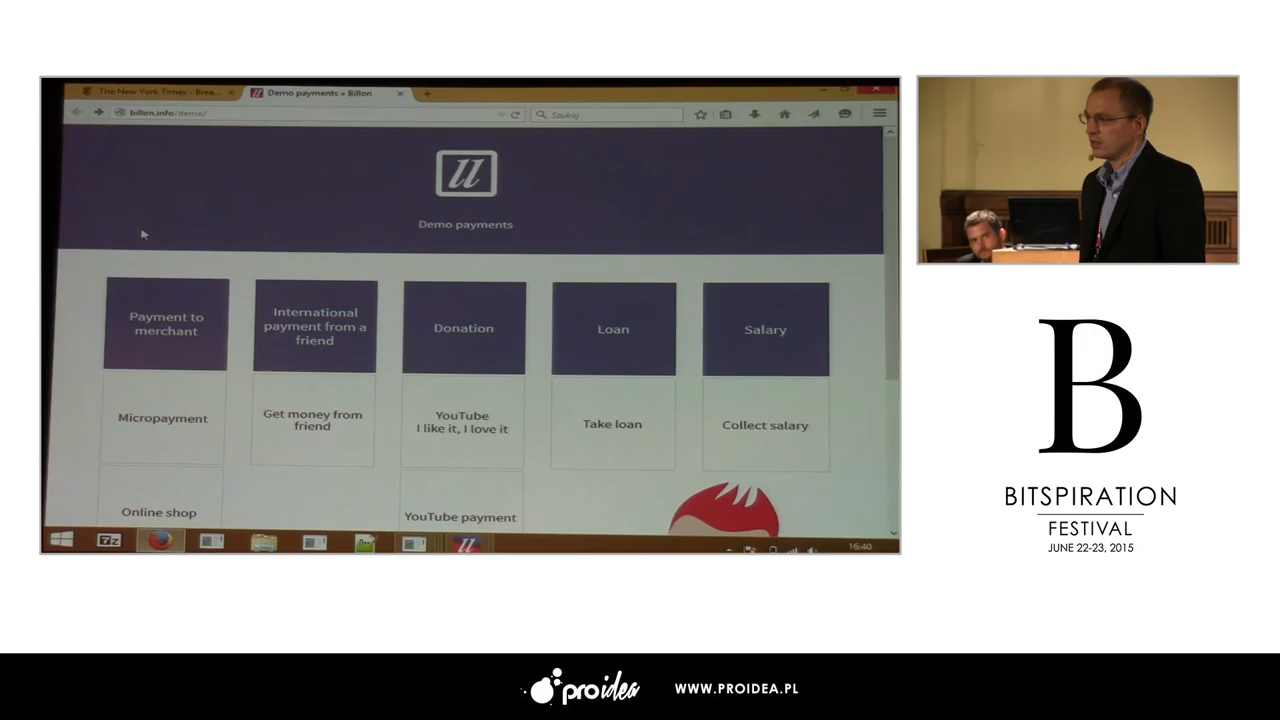 The New York Times - Brea...
Demo payments « Billon
billon.info/demo/
Szukaj
Demo payments
Payment to
merchant
International
payment from a
friend
Donation
Loan
Salary
Micropayment
Get money from
friend
YouTube
I like it, I love it
Take loan
Collect salary
Online shop
YouTube payment
7z
16:40
B
BITSPIRATION
FESTIVAL
JUNE 22-23, 2015
proidea
WWW.PROIDEA.PL